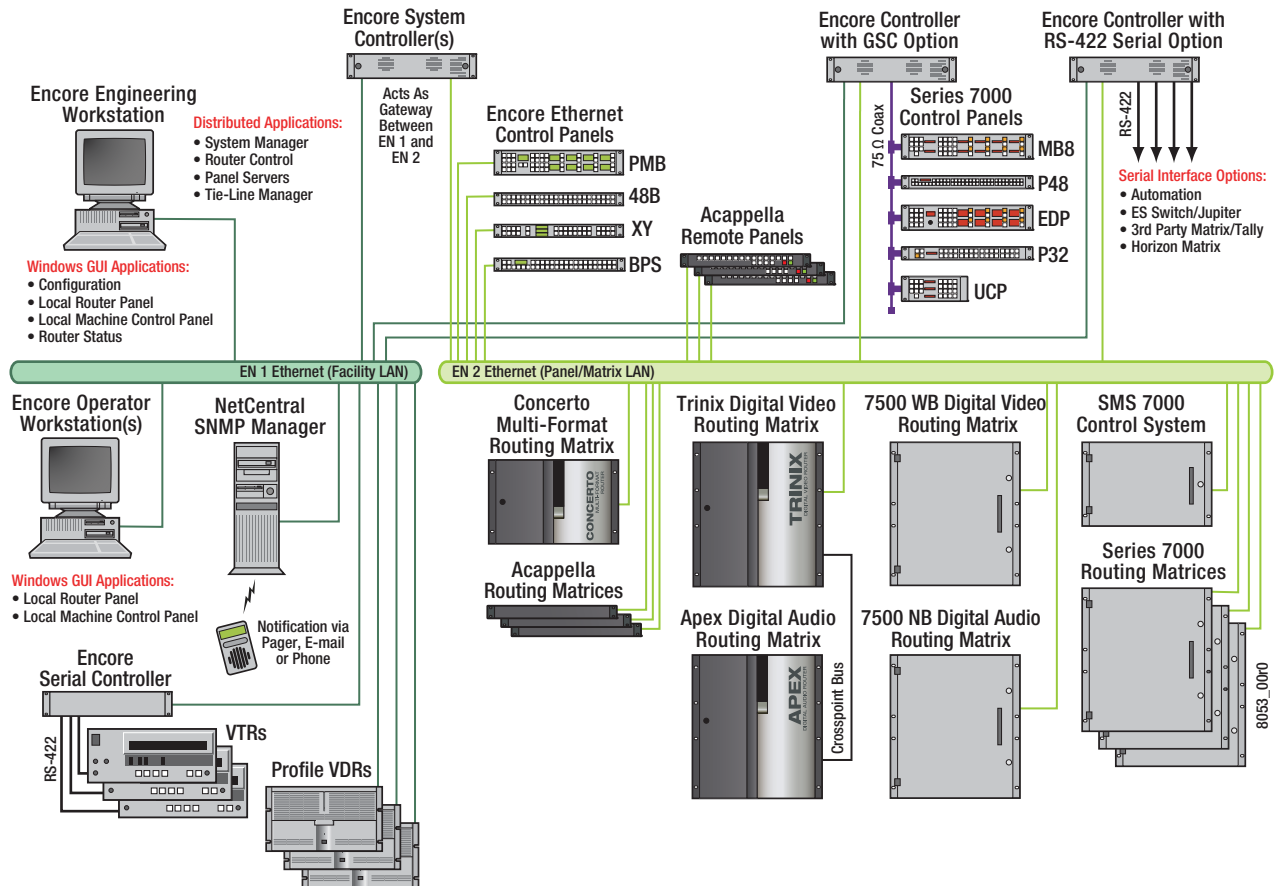 Encore System
Controller(s)
Acts As
Gateway
Between
EN 1 and
EN 2
Encore Controller
with GSC Option
Encore Controller with
RS-422 Serial Option
Encore Engineering
Workstation
Distributed Applications:
• System Manager
• Router Control
• Panel Servers
• Tie-Line Manager
Windows GUI Applications:
• Configuration
• Local Router Panel
• Local Machine Control Panel
• Router Status
Encore Ethernet
Control Panels
PMB
48B
XY
BPS
Acappella
Remote Panels
75 Ω Coax
Series 7000
Control Panels
MB8
P48
EDP
P32
UCP
RS-422
Serial Interface Options:
• Automation
• ES Switch/Jupiter
• 3rd Party Matrix/Tally
• Horizon Matrix
EN 1 Ethernet (Facility LAN)
EN 2 Ethernet (Panel/Matrix LAN)
Encore Operator
Workstation(s)
Windows GUI Applications:
• Local Router Panel
• Local Machine Control Panel
NetCentral
SNMP Manager
Notification via
Pager, E-mail
or Phone
Encore
Serial Controller
RS-422
VTRs
Profile VDRs
Concerto
Multi-Format
Routing Matrix
CONCERTO
MULTI-FORMAT
ROUTER
Acappella
Routing Matrices
Trinix Digital Video
Routing Matrix
TRINIX
DIGITAL VIDEO ROUTER
Apex Digital Audio
Routing Matrix
APEX
DIGITAL AUDIO ROUTER
Crosspoint Bus
7500 WB Digital Video
Routing Matrix
7500 NB Digital Audio
Routing Matrix
SMS 7000
Control System
Series 7000
Routing Matrices
8053_00r0